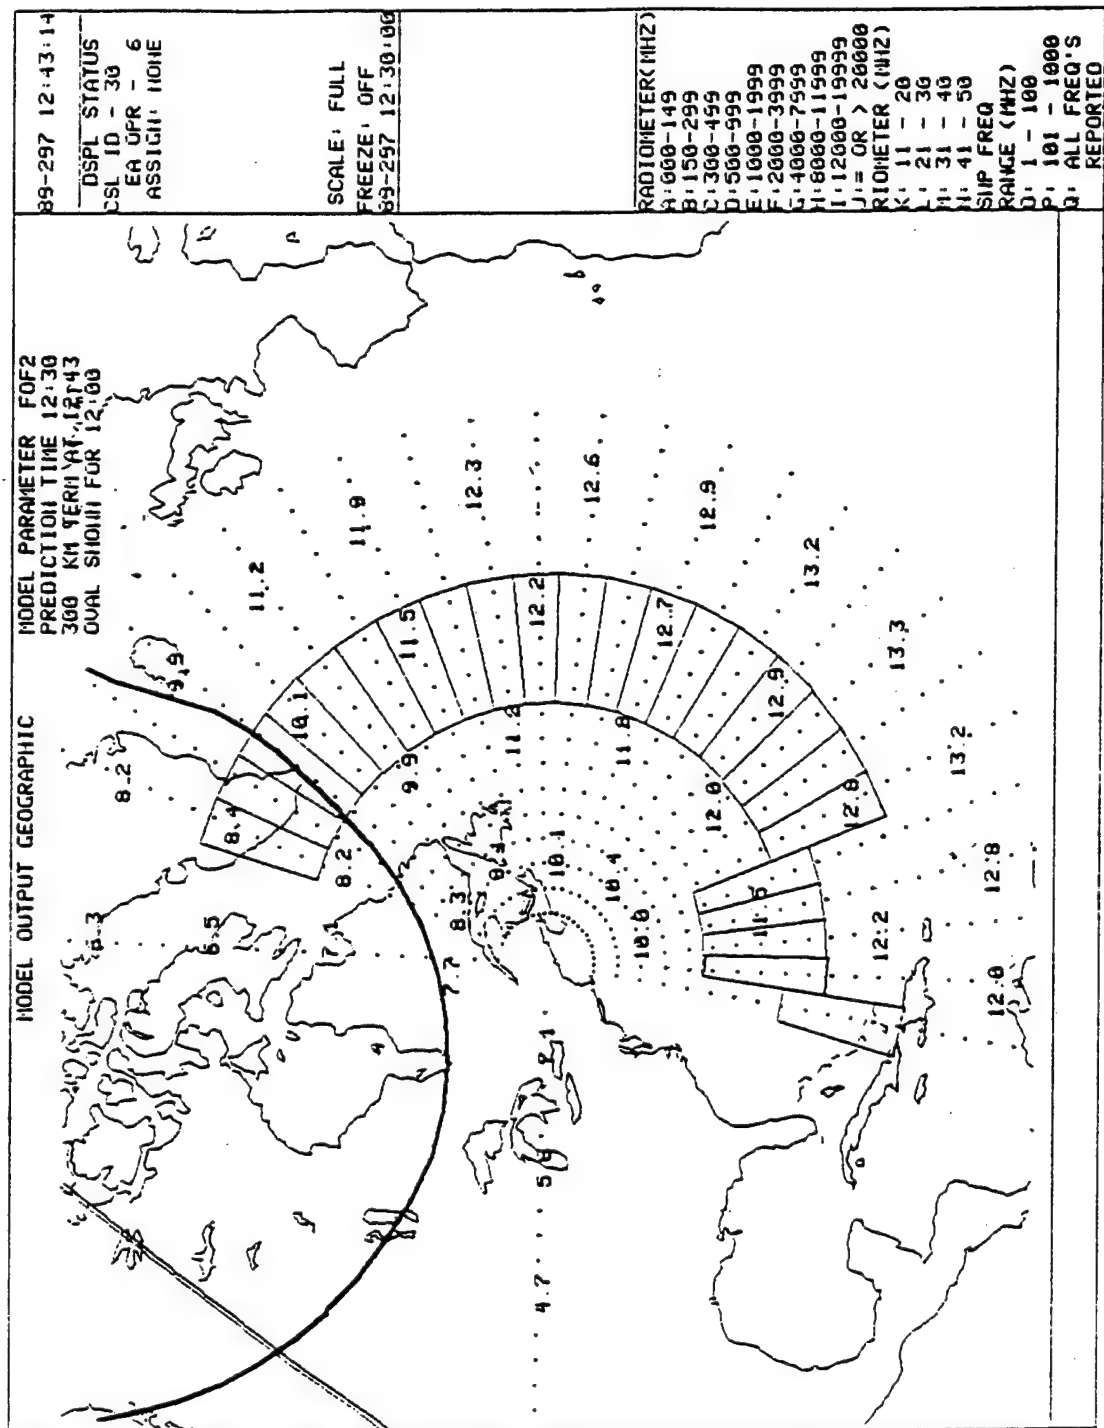 MODEL OUTPUT GEOGRAPHIC
MODEL PARAMETER FOF2
PREDICTION TIME 12:30
300 KM TERM AT 12:43
OVAL SHOWN FOR 12:00
89-297 12:43:14
DSPL STATUS
CSL ID - 30
EA OPR - 6
ASSIGN: NONE
SCALE: FULL
FREEZE: OFF
89-297 12:30:00
RADIOMETER(MHZ)
A:000-149
B:150-299
C:300-499
D:500-999
E:1000-1999
F:2000-3999
G:4000-7999
H:8000-11999
I:12000-19999
J:= OR > 20000
RIOMETER (MHZ)
K: 11 - 20
L: 21 - 30
M: 31 - 40
N: 41 - 50
SWP FREQ
RANGE (MHZ)
O: 1 - 100
P: 101 - 1000
Q: ALL FREQ'S
REPORTED
8.2
9.9
11.2
11.9
12.3
12.6
12.9
13.2
13.3
13.2
12.8
12.0
8.4
10.1
11.5
12.2
12.7
12.9
12.8
12.2
6.5
8.2
9.9
11.2
11.8
12.0
11.5
7.1
8.3
10.1
10.4
10.0
7.7
4.7